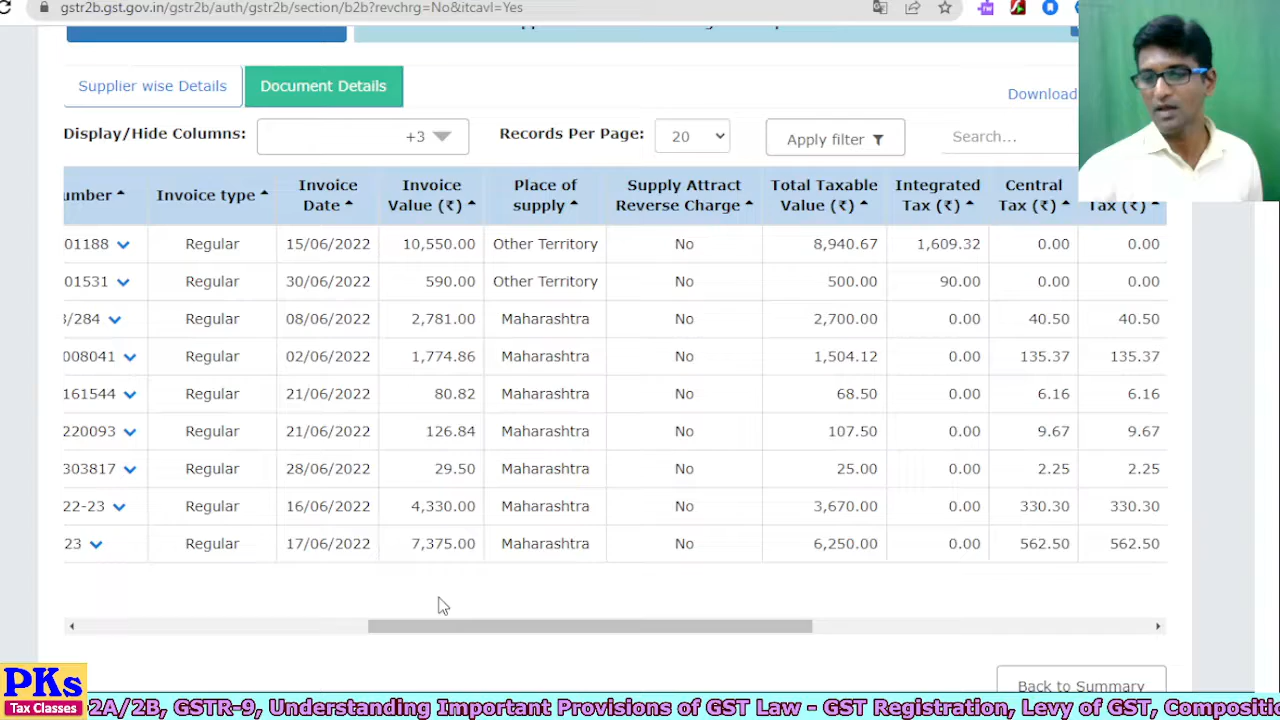 gstr2b.gst.gov.in/gstr2b/auth/gstr2b/section/b2b?revchrg=No&itcavl=Yes
Supplier wise Details Document Details
Download
Display/Hide Columns: +3 Records Per Page: 20 Apply filter Search...
umber Invoice type Invoice Date Invoice Value (₹) Place of supply Supply Attract Reverse Charge Total Taxable Value (₹) Integrated Tax (₹) Central Tax (₹) Tax (₹)
01188 Regular 15/06/2022 10,550.00 Other Territory No 8,940.67 1,609.32 0.00 0.00
01531 Regular 30/06/2022 590.00 Other Territory No 500.00 90.00 0.00 0.00
/284 Regular 08/06/2022 2,781.00 Maharashtra No 2,700.00 0.00 40.50 40.50
008041 Regular 02/06/2022 1,774.86 Maharashtra No 1,504.12 0.00 135.37 135.37
161544 Regular 21/06/2022 80.82 Maharashtra No 68.50 0.00 6.16 6.16
220093 Regular 21/06/2022 126.84 Maharashtra No 107.50 0.00 9.67 9.67
303817 Regular 28/06/2022 29.50 Maharashtra No 25.00 0.00 2.25 2.25
22-23 Regular 16/06/2022 4,330.00 Maharashtra No 3,670.00 0.00 330.30 330.30
23 Regular 17/06/2022 7,375.00 Maharashtra No 6,250.00 0.00 562.50 562.50
Back to Summary
PKs
Tax Classes
2A/2B, GSTR-9, Understanding Important Provisions of GST Law - GST Registration, Levy of GST, Compositio